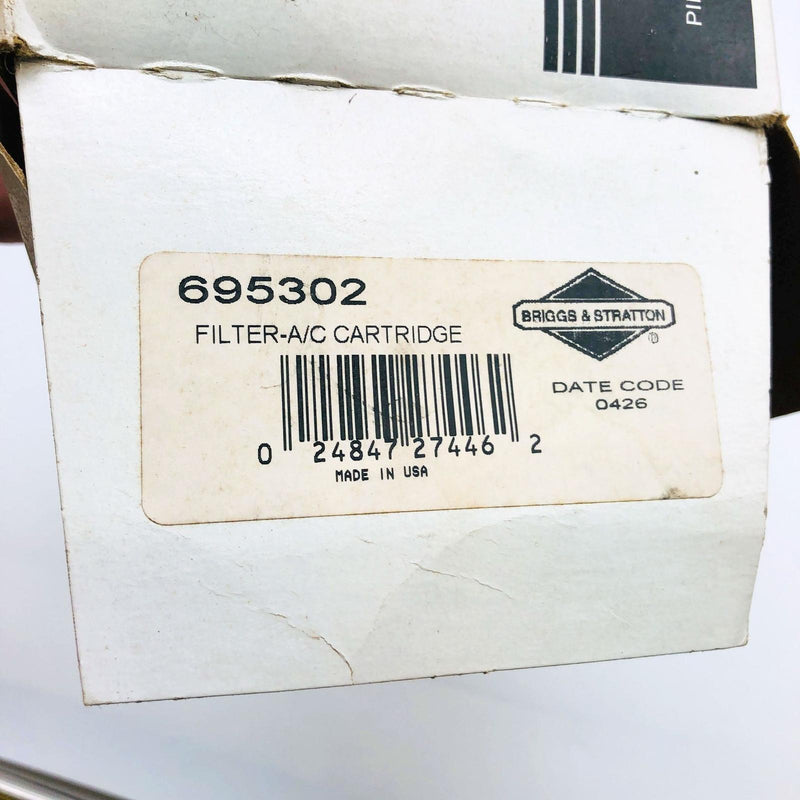 695302
FILTER-A/C CARTRIDGE
0 24847 27446 2
MADE IN USA
BRIGGS & STRATTON
®
DATE CODE
0426